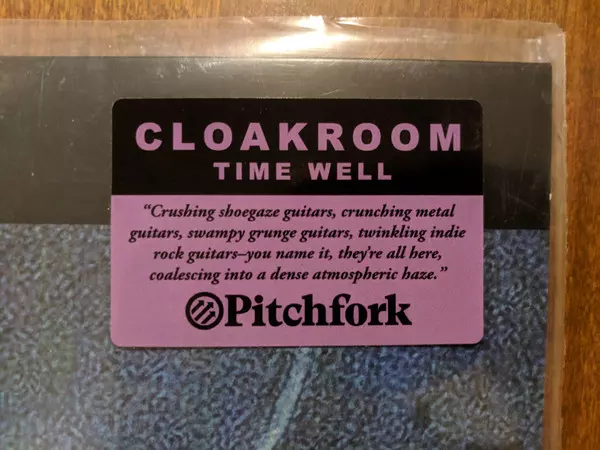 CLOAKROOM
TIME WELL
“Crushing shoegaze guitars, crunching metal
guitars, swampy grunge guitars, twinkling indie
rock guitars–you name it, they're all here,
coalescing into a dense atmospheric haze.”
Pitchfork